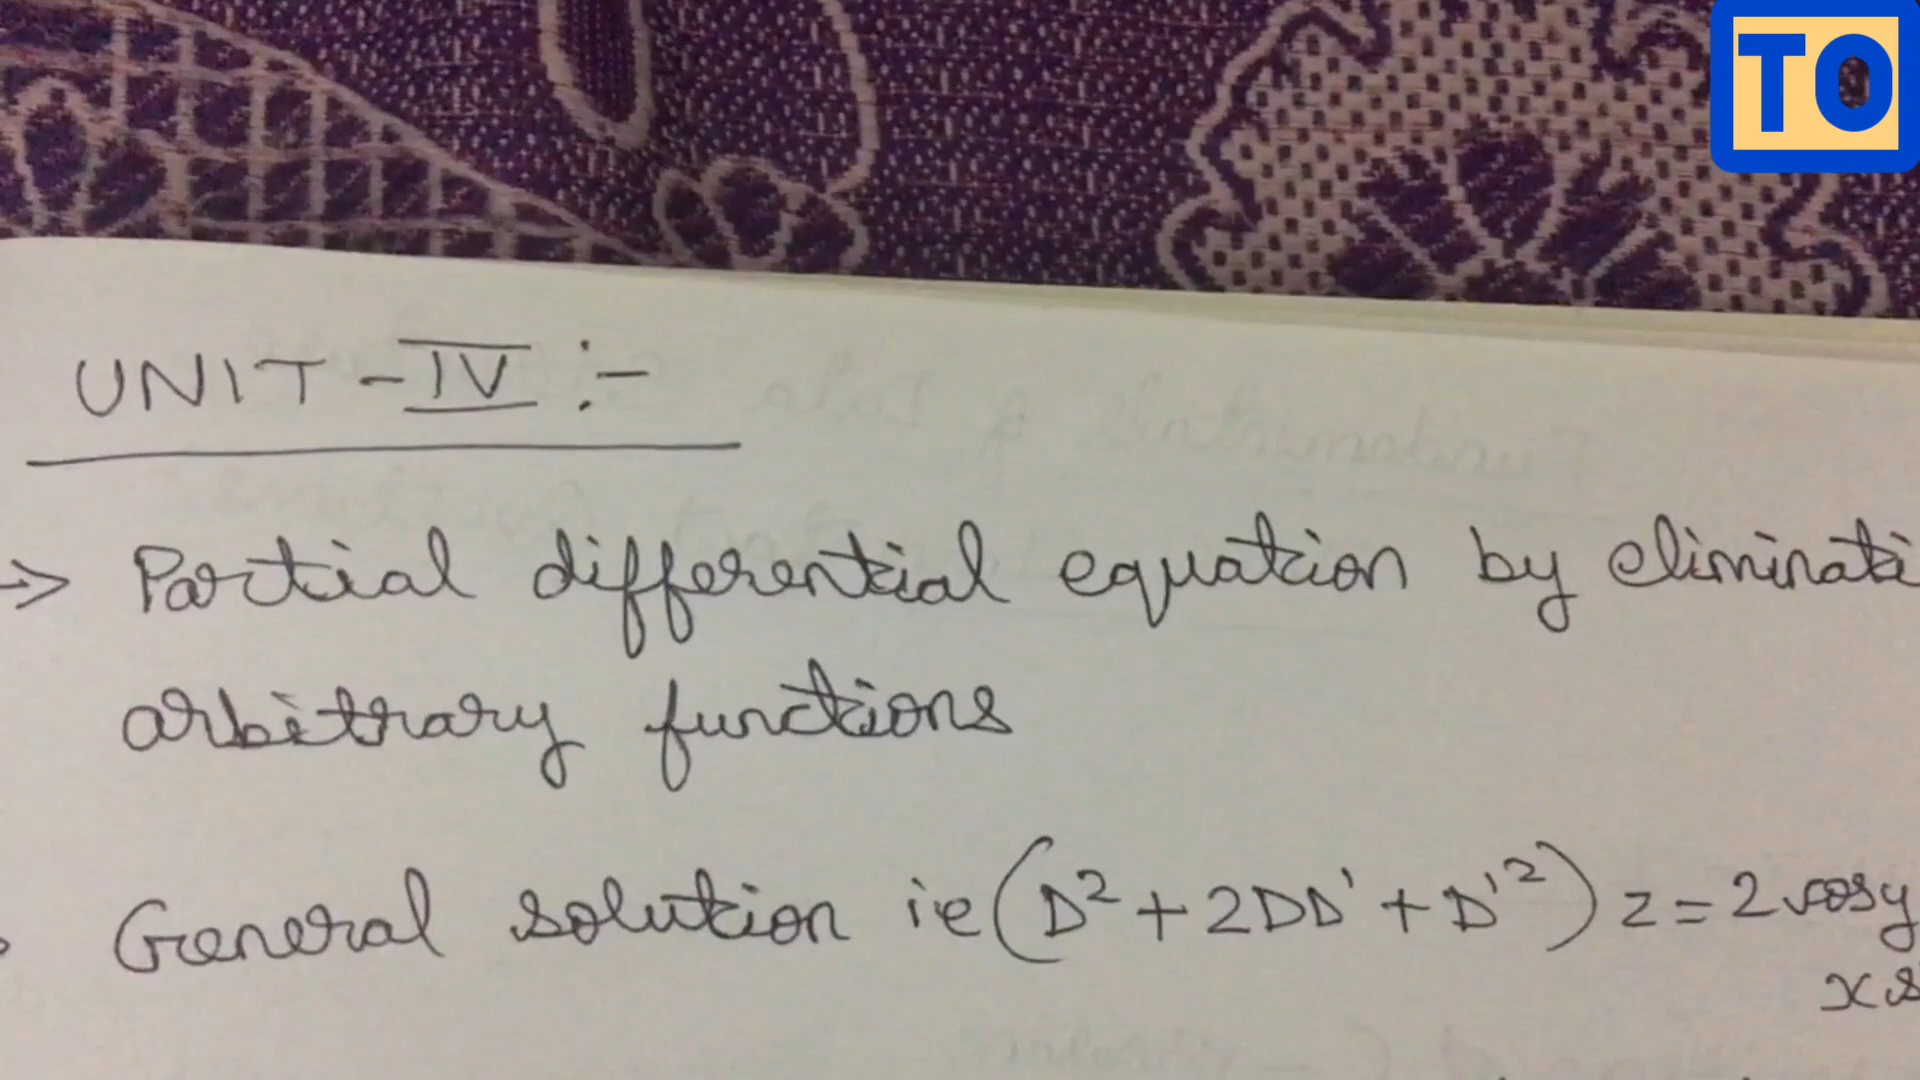 TO
UNIT-IV :-
→ Partial differential equation by eliminati
arbitrary functions
General solution ie (D² + 2DD' + D'²) z = 2 cosy